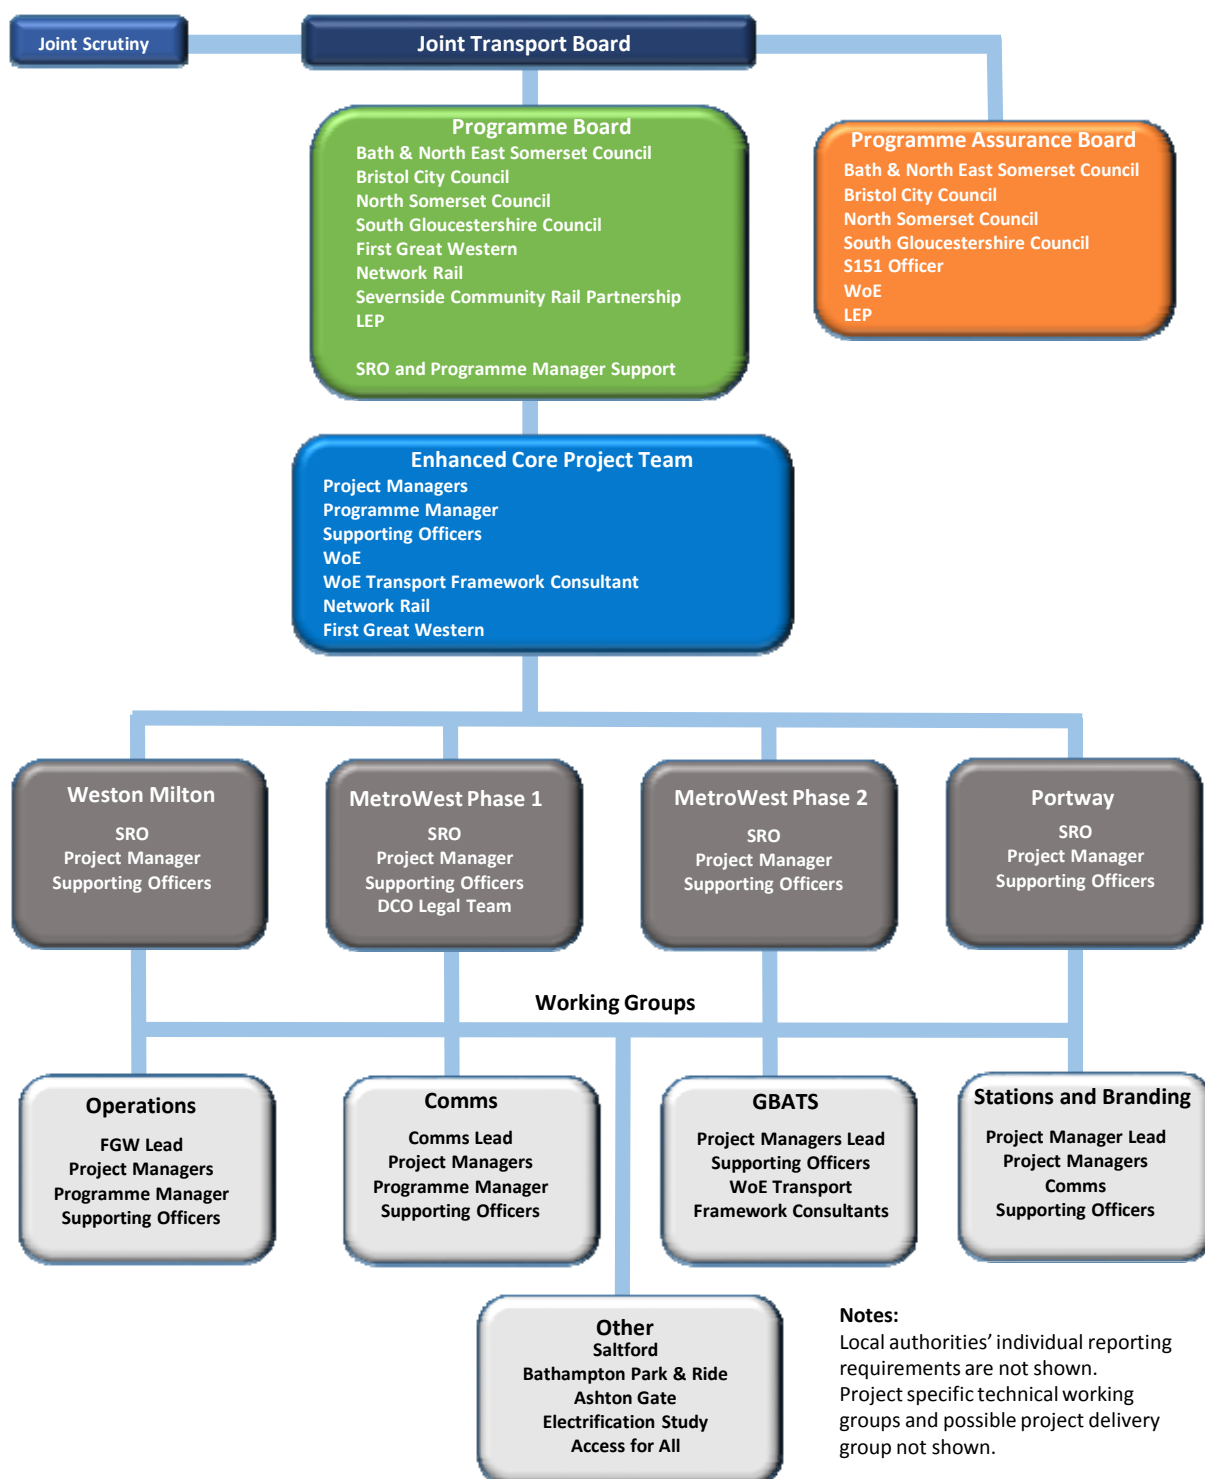 Joint Scrutiny
Joint Transport Board
Programme Board
Bath & North East Somerset Council
Bristol City Council
North Somerset Council
South Gloucestershire Council
First Great Western
Network Rail
Severnside Community Rail Partnership
LEP
SRO and Programme Manager Support
Programme Assurance Board
Bath & North East Somerset Council
Bristol City Council
North Somerset Council
South Gloucestershire Council
S151 Officer
WoE
LEP
Enhanced Core Project Team
Project Managers
Programme Manager
Supporting Officers
WoE
WoE Transport Framework Consultant
Network Rail
First Great Western
Weston Milton
SRO
Project Manager
Supporting Officers
MetroWest Phase 1
SRO
Project Manager
Supporting Officers
DCO Legal Team
MetroWest Phase 2
SRO
Project Manager
Supporting Officers
Portway
SRO
Project Manager
Supporting Officers
Working Groups
Operations
FGW Lead
Project Managers
Programme Manager
Supporting Officers
Comms
Comms Lead
Project Managers
Programme Manager
Supporting Officers
GBATS
Project Managers Lead
Supporting Officers
WoE Transport
Framework Consultants
Stations and Branding
Project Manager Lead
Project Managers
Comms
Supporting Officers
Other
Saltford
Bathampton Park & Ride
Ashton Gate
Electrification Study
Access for All
Notes:
Local authorities’ individual reporting
requirements are not shown.
Project specific technical working
groups and possible project delivery
group not shown.